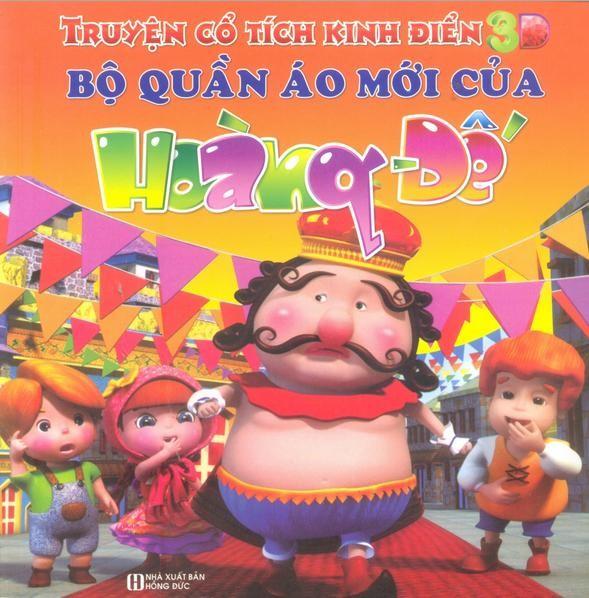 TRUYỆN CỔ TÍCH KINH ĐIỂN 3D
BỘ QUẦN ÁO MỚI CỦA
HOÀNG-ĐẾ
NHÀ XUẤT BẢN
HỒNG ĐỨC